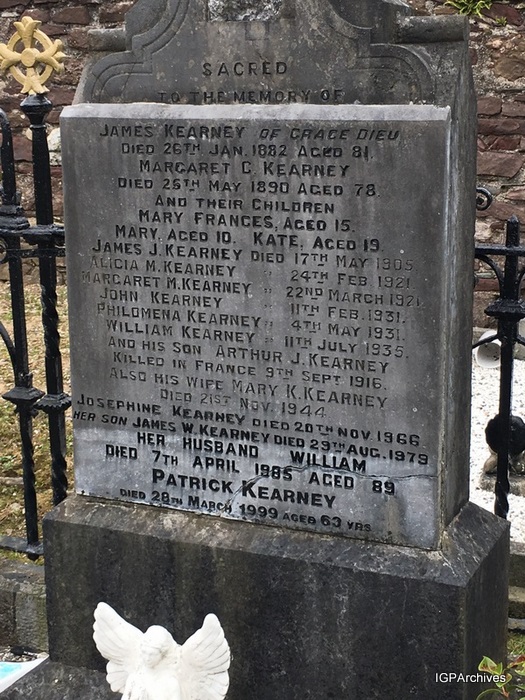 SACRED
TO THE MEMORY OF
JAMES KEARNEY OF GRACE DIEU
DIED 26TH JAN. 1882 AGED 81.
MARGARET C. KEARNEY
DIED 25TH MAY 1890 AGED 78.
AND THEIR CHILDREN
MARY FRANCES, AGED 15.
MARY, AGED 10. KATE, AGED 19
JAMES J. KEARNEY DIED 17TH MAY 1905
ALICIA M. KEARNEY " 24TH FEB 1921
MARGARET M. KEARNEY " 22ND MARCH 1921.
JOHN KEARNEY " 11TH FEB. 1931.
PHILOMENA KEARNEY " 4TH MAY 1931.
WILLIAM KEARNEY " 11TH JULY 1935.
AND HIS SON ARTHUR J. KEARNEY
KILLED IN FRANCE 9TH SEPT. 1916.
ALSO HIS WIFE MARY K. KEARNEY
DIED 21ST NOV. 1944
JOSEPHINE KEARNEY DIED 20TH NOV. 1966
HER SON JAMES W. KEARNEY DIED 29TH AUG. 1979
HER HUSBAND WILLIAM
DIED 7TH APRIL 1985 AGED 89
PATRICK KEARNEY
DIED 28TH MARCH 1999 AGED 63 YRS
IGPArchives